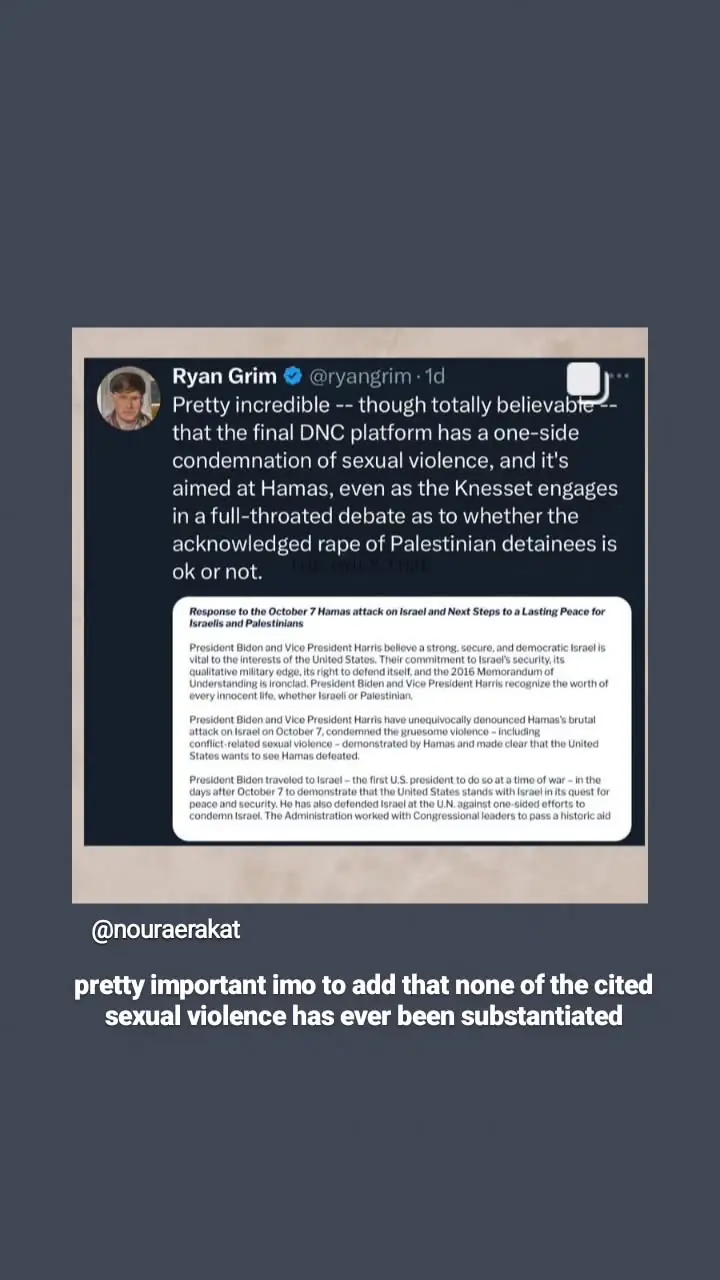 Ryan Grim @ryangrim · 1d
Pretty incredible -- though totally believable --
that the final DNC platform has a one-side
condemnation of sexual violence, and it's
aimed at Hamas, even as the Knesset engages
in a full-throated debate as to whether the
acknowledged rape of Palestinian detainees is
ok or not.
Response to the October 7 Hamas attack on Israel and Next Steps to a Lasting Peace for
Israelis and Palestinians
President Biden and Vice President Harris believe a strong, secure, and democratic Israel is
vital to the interests of the United States. Their commitment to Israel's security, its
qualitative military edge, its right to defend itself, and the 2016 Memorandum of
Understanding is ironclad. President Biden and Vice President Harris recognize the worth of
every innocent life, whether Israeli or Palestinian.
President Biden and Vice President Harris have unequivocally denounced Hamas's brutal
attack on Israel on October 7, condemned the gruesome violence – including
conflict-related sexual violence – demonstrated by Hamas and made clear that the United
States wants to see Hamas defeated.
President Biden traveled to Israel – the first U.S. president to do so at a time of war – in the
days after October 7 to demonstrate that the United States stands with Israel in its quest for
peace and security. He has also defended Israel at the U.N. against one-sided efforts to
condemn Israel. The Administration worked with Congressional leaders to pass a historic aid
@nouraerakat
pretty important imo to add that none of the cited
sexual violence has ever been substantiated